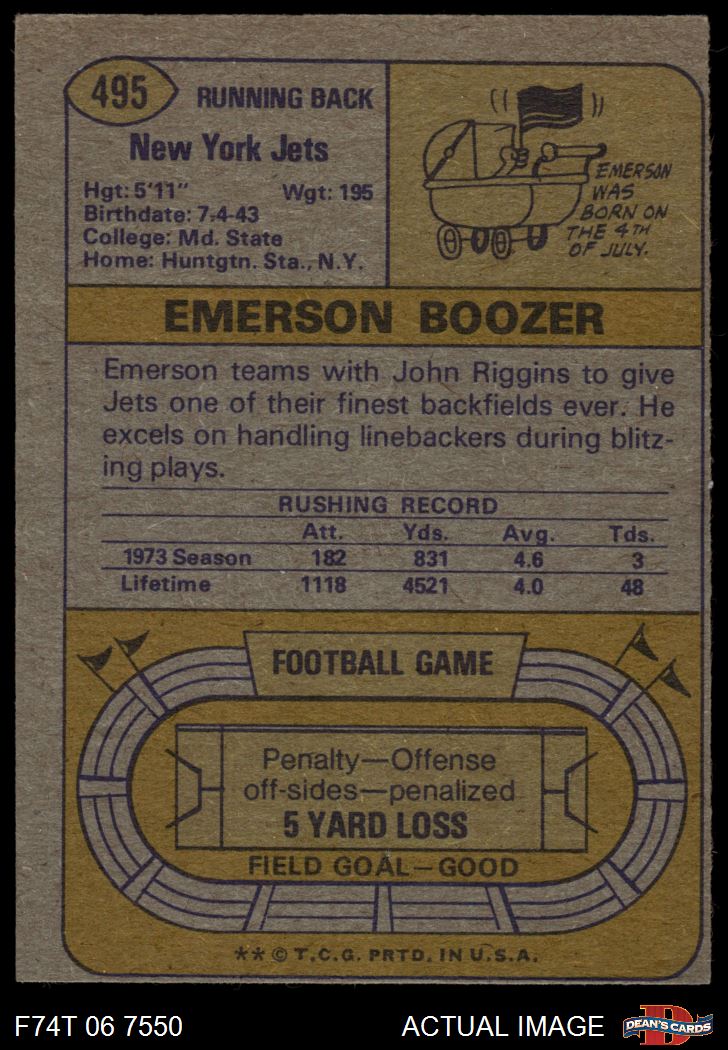 495
RUNNING BACK
New York Jets
Hgt: 5'11" Wgt: 195
Birthdate: 7-4-43
College: Md. State
Home: Huntgtn. Sta., N.Y.
EMERSON
WAS
BORN ON
THE 4TH
OF JULY.
EMERSON BOOZER
Emerson teams with John Riggins to give
Jets one of their finest backfields ever. He
excels on handling linebackers during blitz-
ing plays.
RUSHING RECORD
Att. Yds. Avg. Tds.
1973 Season 182 831 4.6 3
Lifetime 1118 4521 4.0 48
FOOTBALL GAME
Penalty—Offense
off-sides—penalized
5 YARD LOSS
FIELD GOAL—GOOD
** © T.C.G. PRTD. IN U.S.A.
F74T 06 7550 ACTUAL IMAGE
D
DEAN'S CARDS